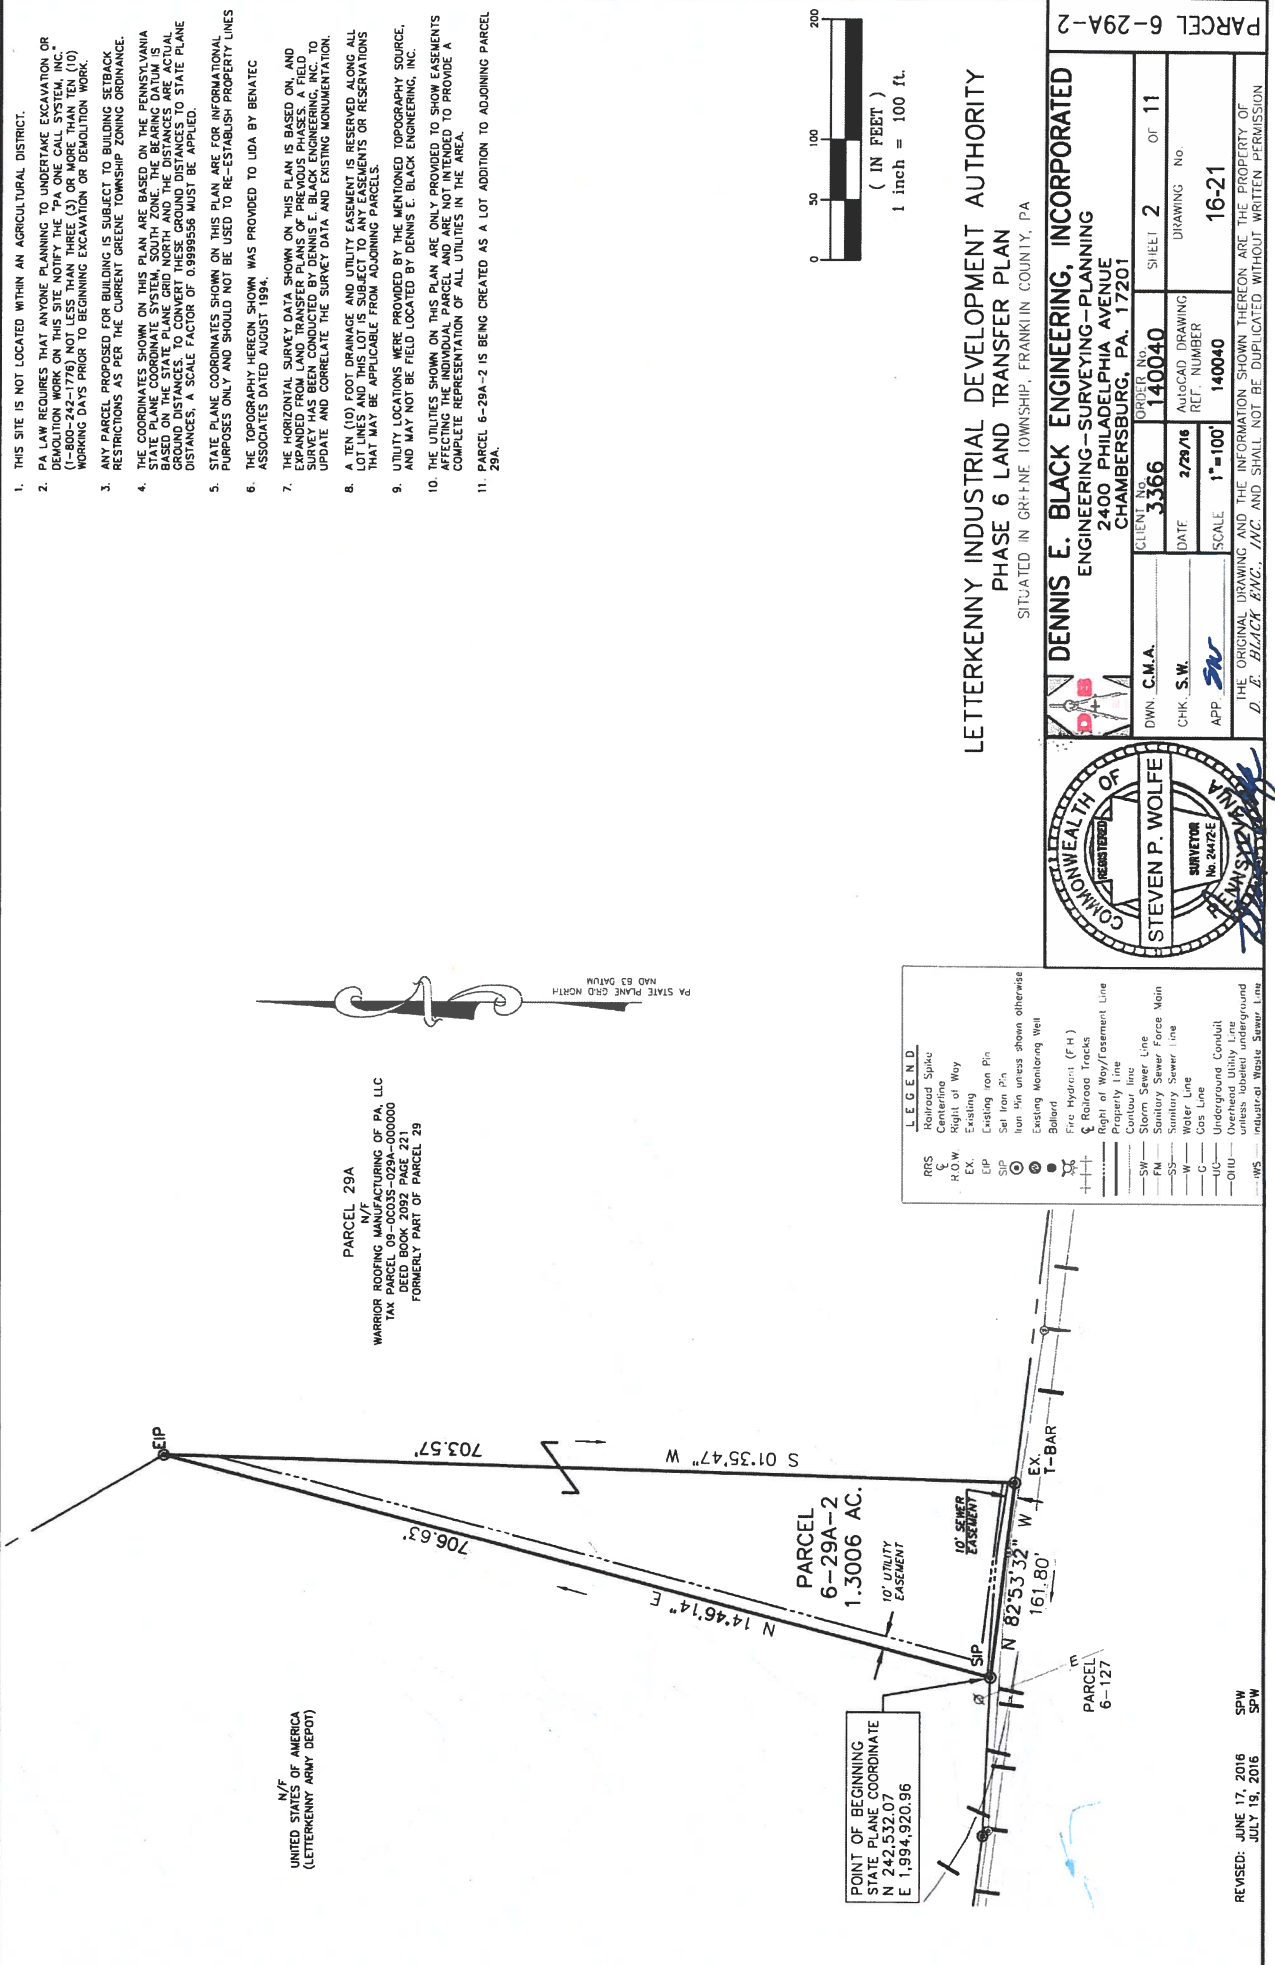 1. THIS SITE IS NOT LOCATED WITHIN AN AGRICULTURAL DISTRICT.
2. PA LAW REQUIRES THAT ANYONE PLANNING TO UNDERTAKE EXCAVATION OR
DEMOLITION WORK ON THIS SITE NOTIFY THE "PA ONE CALL SYSTEM, INC."
(1-800-242-1776) NOT LESS THAN THREE (3) OR MORE THAN TEN (10)
WORKING DAYS PRIOR TO BEGINNING EXCAVATION OR DEMOLITION WORK.
3. ANY PARCEL PROPOSED FOR BUILDING IS SUBJECT TO BUILDING SETBACK
RESTRICTIONS AS PER THE CURRENT GREENE TOWNSHIP ZONING ORDINANCE.
4. THE COORDINATES SHOWN ON THIS PLAN ARE BASED ON THE PENNSYLVANIA
STATE PLANE COORDINATE SYSTEM, SOUTH ZONE. THE BEARING DATUM IS
BASED ON THE STATE PLANE GRID NORTH AND THE DISTANCES ARE ACTUAL
GROUND DISTANCES. TO CONVERT THESE GROUND DISTANCES TO STATE PLANE
DISTANCES, A SCALE FACTOR OF 0.9999556 MUST BE APPLIED.
5. STATE PLANE COORDINATES SHOWN ON THIS PLAN ARE FOR INFORMATIONAL
PURPOSES ONLY AND SHOULD NOT BE USED TO RE-ESTABLISH PROPERTY LINES
6. THE TOPOGRAPHY HEREON SHOWN WAS PROVIDED TO LIDA BY BENATEC
ASSOCIATES DATED AUGUST 1994.
7. THE HORIZONTAL SURVEY DATA SHOWN ON THIS PLAN IS BASED ON, AND
EXPANDED FROM LAND TRANSFER PLANS OF PREVIOUS PHASES. A FIELD
SURVEY HAS BEEN CONDUCTED BY DENNIS E. BLACK ENGINEERING, INC. TO
UPDATE AND CORRELATE THE SURVEY DATA AND EXISTING MONUMENTATION.
8. A TEN (10) FOOT DRAINAGE AND UTILITY EASEMENT IS RESERVED ALONG ALL
LOT LINES AND THIS LOT IS SUBJECT TO ANY EASEMENTS OR RESERVATIONS
THAT MAY BE APPLICABLE FROM ADJOINING PARCELS.
9. UTILITY LOCATIONS WERE PROVIDED BY THE MENTIONED TOPOGRAPHY SOURCE,
AND MAY NOT BE FIELD LOCATED BY DENNIS E. BLACK ENGINEERING, INC.
10. THE UTILITIES SHOWN ON THIS PLAN ARE ONLY PROVIDED TO SHOW EASEMENTS
AFFECTING THE INDIVIDUAL PARCEL AND ARE NOT INTENDED TO PROVIDE A
COMPLETE REPRESENTATION OF ALL UTILITIES IN THE AREA.
11. PARCEL 6-29A-2 IS BEING CREATED AS A LOT ADDITION TO ADJOINING PARCEL
29A.
N/F
UNITED STATES OF AMERICA
(LETTERKENNY ARMY DEPOT)
EIP
PARCEL 29A
N/F
WARRIOR ROOFING MANUFACTURING OF PA, LLC
TAX PARCEL 09-0C03S-029A-000000
DEED BOOK 2092 PAGE 221
FORMERLY PART OF PARCEL 29
PA STATE PLANE GRID NORTH
NAD 83 DATUM
706.63'
N 14°46'14" E
703.57'
S 01°35'47" W
PARCEL
6-29A-2
1.3006 AC.
10' UTILITY
EASEMENT
10' SEWER
EASEMENT
SIP
N 82°53'32" W
161.80'
EX.
T-BAR
E
PARCEL
6-127
POINT OF BEGINNING
STATE PLANE COORDINATE
N 242,532.07
E 1,994,920.96
0 50 100 200
( IN FEET )
1 inch = 100 ft.
LEGEND
RRS Railroad Spike
℄ Centerline
R.O.W. Right of Way
EX. Existing
EIP Existing Iron Pin
SIP Set Iron Pin
Iron Pin unless shown otherwise
Existing Monitoring Well
Bollard
Fire Hydrant (F.H.)
℄ Railroad Tracks
Right of Way/Easement Line
Property Line
Contour line
SW Storm Sewer Line
FM Sanitary Sewer Force Main
SS Sanitary Sewer Line
W Water Line
G Gas Line
UC Underground Conduit
OHU Overhead Utility Line
unless labeled underground
IWS Industrial Waste Sewer Line
LETTERKENNY INDUSTRIAL DEVELOPMENT AUTHORITY
PHASE 6 LAND TRANSFER PLAN
SITUATED IN GREENE TOWNSHIP, FRANKLIN COUNTY, PA
COMMONWEALTH OF
REGISTERED
STEVEN P. WOLFE
SURVEYOR
No. 24472-E
PENNSYLVANIA
D B
DENNIS E. BLACK ENGINEERING, INCORPORATED
ENGINEERING-SURVEYING-PLANNING
2400 PHILADELPHIA AVENUE
CHAMBERSBURG, PA. 17201
DWN. C.M.A.
CHK. S.W.
APP. SW
CLIENT No. 3366
DATE 2/29/16
SCALE 1"=100'
ORDER No. 140040
AutoCAD DRAWING
REF. NUMBER
140040
SHEET 2 OF 11
DRAWING No.
16-21
THE ORIGINAL DRAWING AND THE INFORMATION SHOWN THEREON ARE THE PROPERTY OF
D. E. BLACK ENG., INC. AND SHALL NOT BE DUPLICATED WITHOUT WRITTEN PERMISSION
PARCEL 6-29A-2
REVISED: JUNE 17, 2016 SPW
JULY 19, 2016 SPW